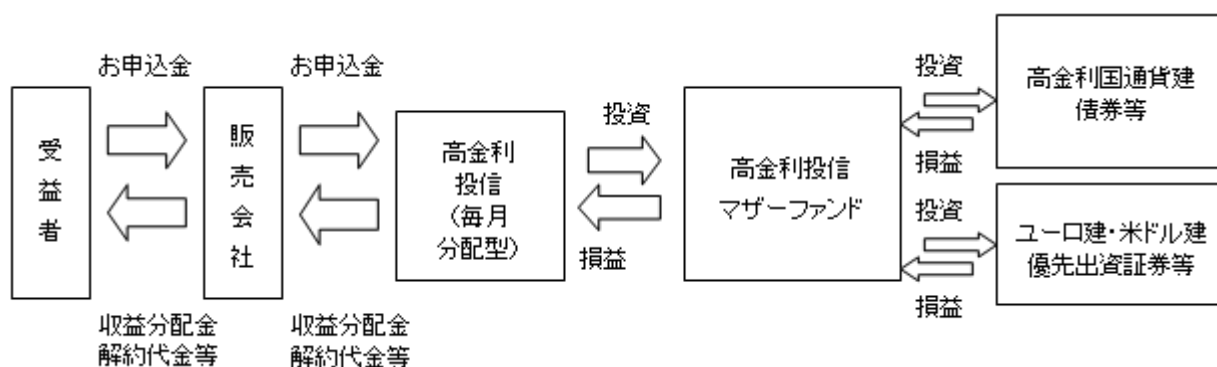 お申込金
お申込金
受益者
販売会社
収益分配金
解約代金等
収益分配金
解約代金等
高金利
投信
(毎月
分配型)
投資
損益
高金利投信
マザーファンド
投資
損益
高金利国通貨建
債券等
投資
損益
ユーロ建・米ドル建
優先出資証券等